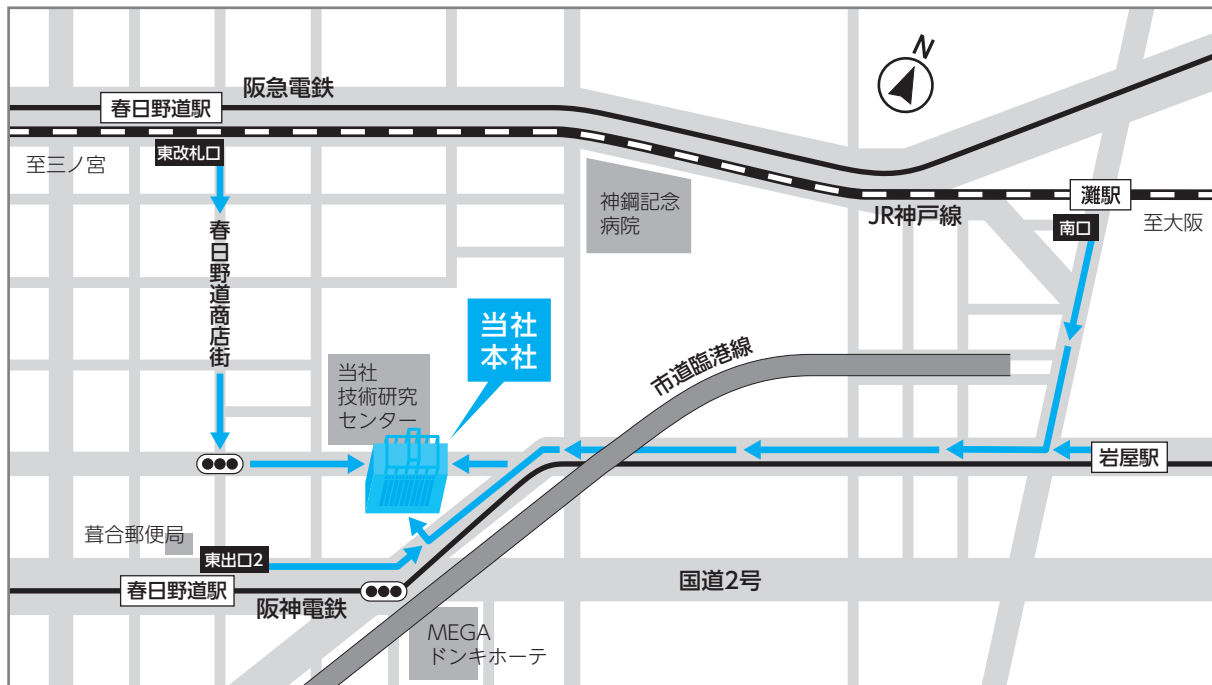 N
阪急電鉄
春日野道駅
東改札口
至三ノ宮
神鋼記念
病院
JR神戸線
灘駅
南口
至大阪
春日野道商店街
当社
本社
市道臨港線
当社
技術研究
センター
岩屋駅
葺合郵便局
東出口2
春日野道駅
阪神電鉄
国道2号
MEGA
ドンキホーテ